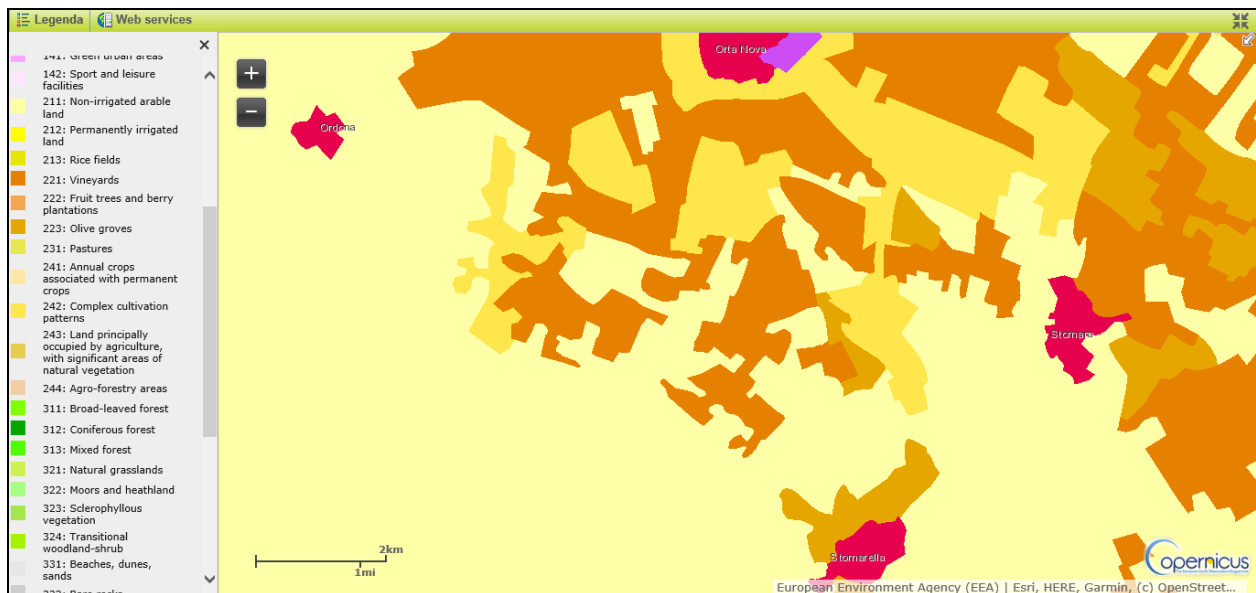 Legenda Web services
141: Green urban areas
142: Sport and leisure
facilities
211: Non-irrigated arable
land
212: Permanently irrigated
land
213: Rice fields
221: Vineyards
222: Fruit trees and berry
plantations
223: Olive groves
231: Pastures
241: Annual crops
associated with permanent
crops
242: Complex cultivation
patterns
243: Land principally
occupied by agriculture,
with significant areas of
natural vegetation
244: Agro-forestry areas
311: Broad-leaved forest
312: Coniferous forest
313: Mixed forest
321: Natural grasslands
322: Moors and heathland
323: Sclerophyllous
vegetation
324: Transitional
woodland-shrub
331: Beaches, dunes,
sands
Orta Nova
Ordona
Stornara
Stornarella
2km
1mi
opernicus
European Environment Agency (EEA) | Esri, HERE, Garmin, (c) OpenStreet...